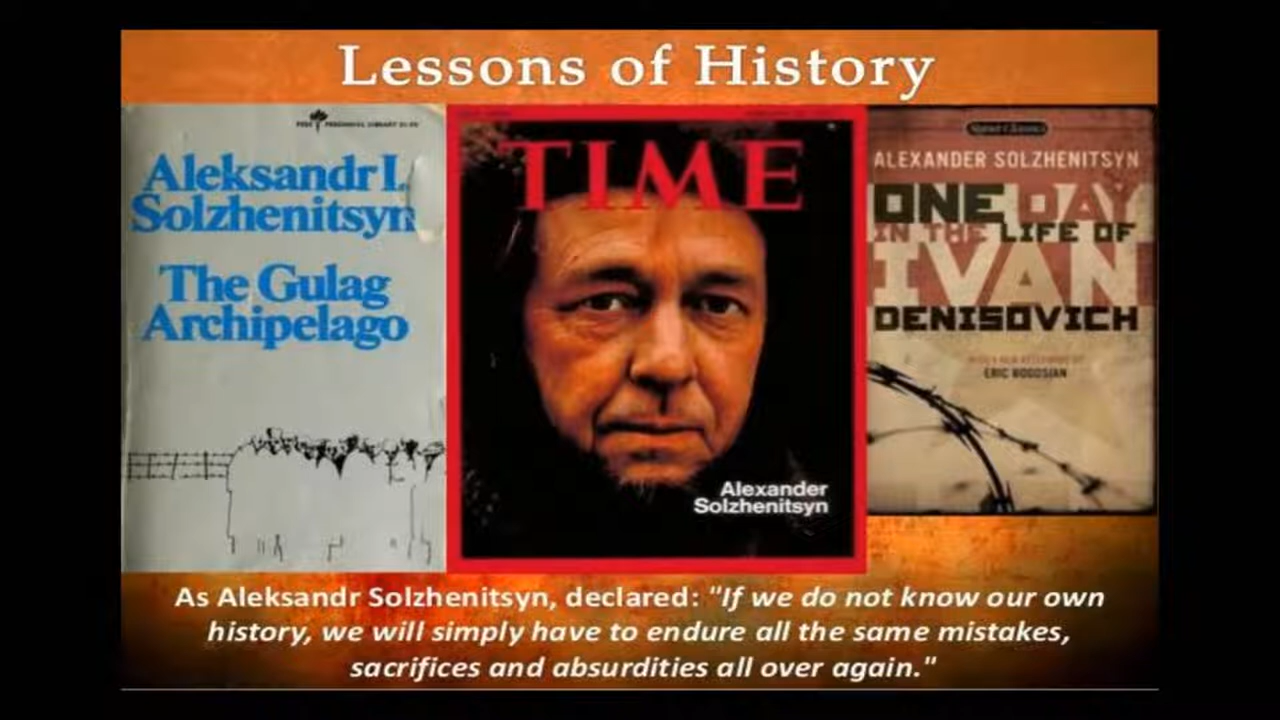 Lessons of History
PERENNIAL LIBRARY
Aleksandr I.
Solzhenitsyn
The Gulag
Archipelago
TIME
Alexander
Solzhenitsyn
ALEXANDER SOLZHENITSYN
ONE DAY
IN THE LIFE OF
IVAN
DENISOVICH
ERIC BOGOSIAN
As Aleksandr Solzhenitsyn, declared: "If we do not know our own
history, we will simply have to endure all the same mistakes,
sacrifices and absurdities all over again."